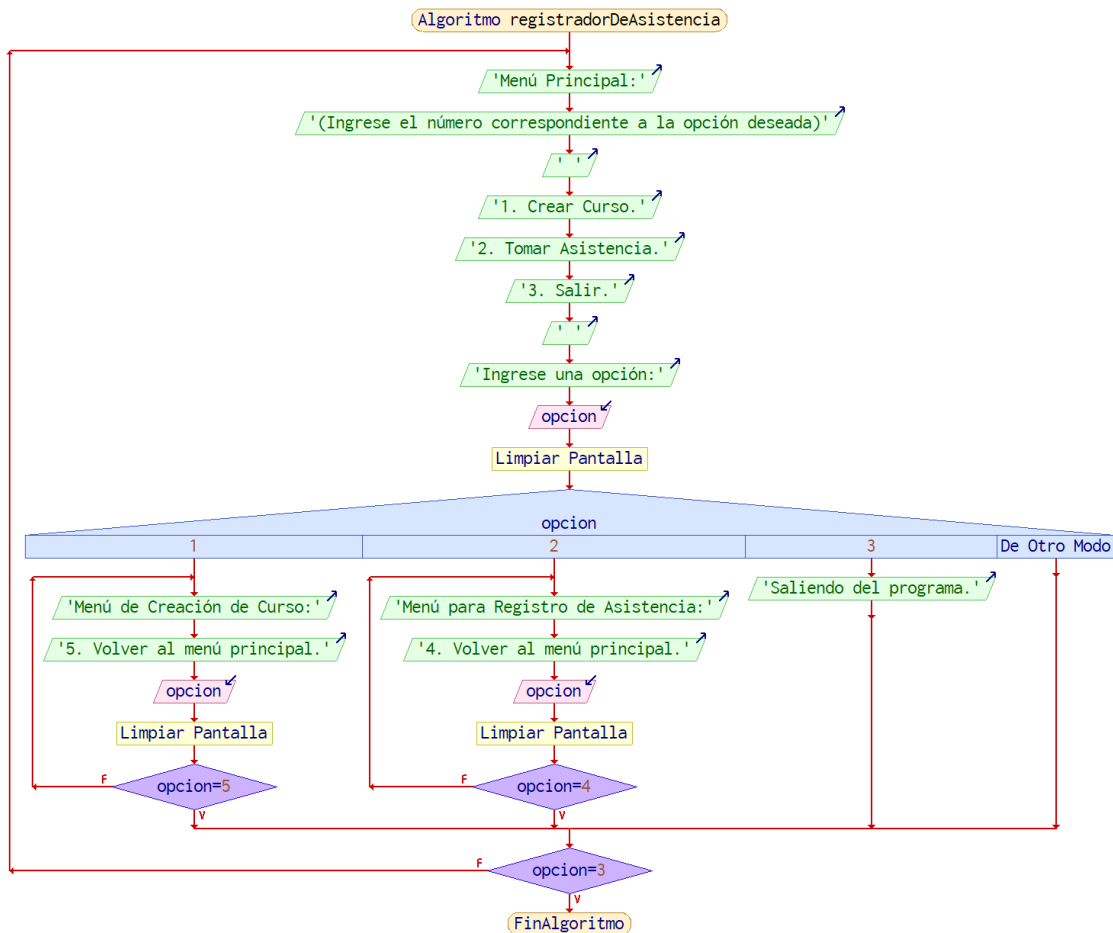 Algoritmo registradorDeAsistencia
'Menú Principal:'
'(Ingrese el número correspondiente a la opción deseada)'
' '
'1. Crear Curso.'
'2. Tomar Asistencia.'
'3. Salir.'
' '
'Ingrese una opción:'
opcion
Limpiar Pantalla
opcion
1 2 3 De Otro Modo
'Menú de Creación de Curso:'
'5. Volver al menú principal.'
opcion
Limpiar Pantalla
opcion=5
F
V
'Menú para Registro de Asistencia:'
'4. Volver al menú principal.'
opcion
Limpiar Pantalla
opcion=4
F
V
'Saliendo del programa.'
opcion=3
F
V
FinAlgoritmo